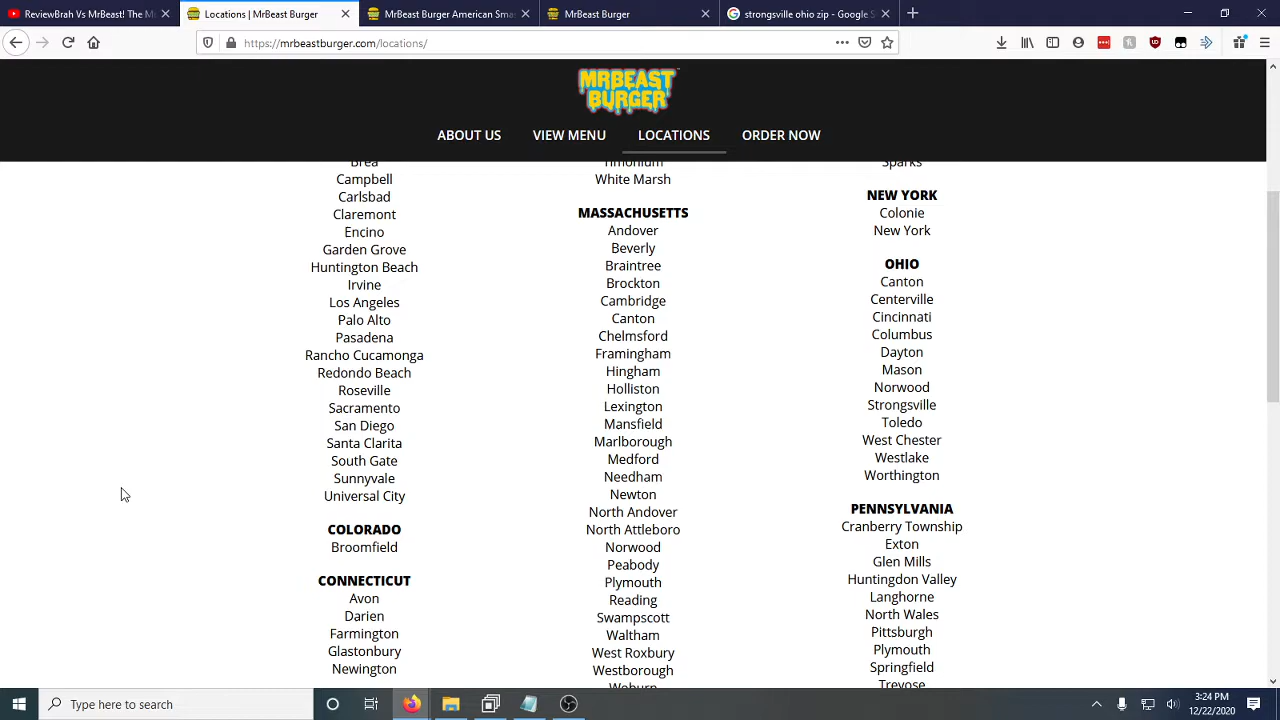 ReviewBrah Vs MrBeast! The M
Locations | MrBeast Burger
MrBeast Burger American Smas
MrBeast Burger
strongsville ohio zip - Google S
https://mrbeastburger.com/locations/
MRBEAST
BURGER
ABOUT US
VIEW MENU
LOCATIONS
ORDER NOW
Brea
Campbell
Carlsbad
Claremont
Encino
Garden Grove
Huntington Beach
Irvine
Los Angeles
Palo Alto
Pasadena
Rancho Cucamonga
Redondo Beach
Roseville
Sacramento
San Diego
Santa Clarita
South Gate
Sunnyvale
Universal City
COLORADO
Broomfield
CONNECTICUT
Avon
Darien
Farmington
Glastonbury
Newington
Timonium
White Marsh
MASSACHUSETTS
Andover
Beverly
Braintree
Brockton
Cambridge
Canton
Chelmsford
Framingham
Hingham
Holliston
Lexington
Mansfield
Marlborough
Medford
Needham
Newton
North Andover
North Attleboro
Norwood
Peabody
Plymouth
Reading
Swampscott
Waltham
West Roxbury
Westborough
Woburn
Sparks
NEW YORK
Colonie
New York
OHIO
Canton
Centerville
Cincinnati
Columbus
Dayton
Mason
Norwood
Strongsville
Toledo
West Chester
Westlake
Worthington
PENNSYLVANIA
Cranberry Township
Exton
Glen Mills
Huntingdon Valley
Langhorne
North Wales
Pittsburgh
Plymouth
Springfield
Trevose
Type here to search
3:24 PM
12/22/2020